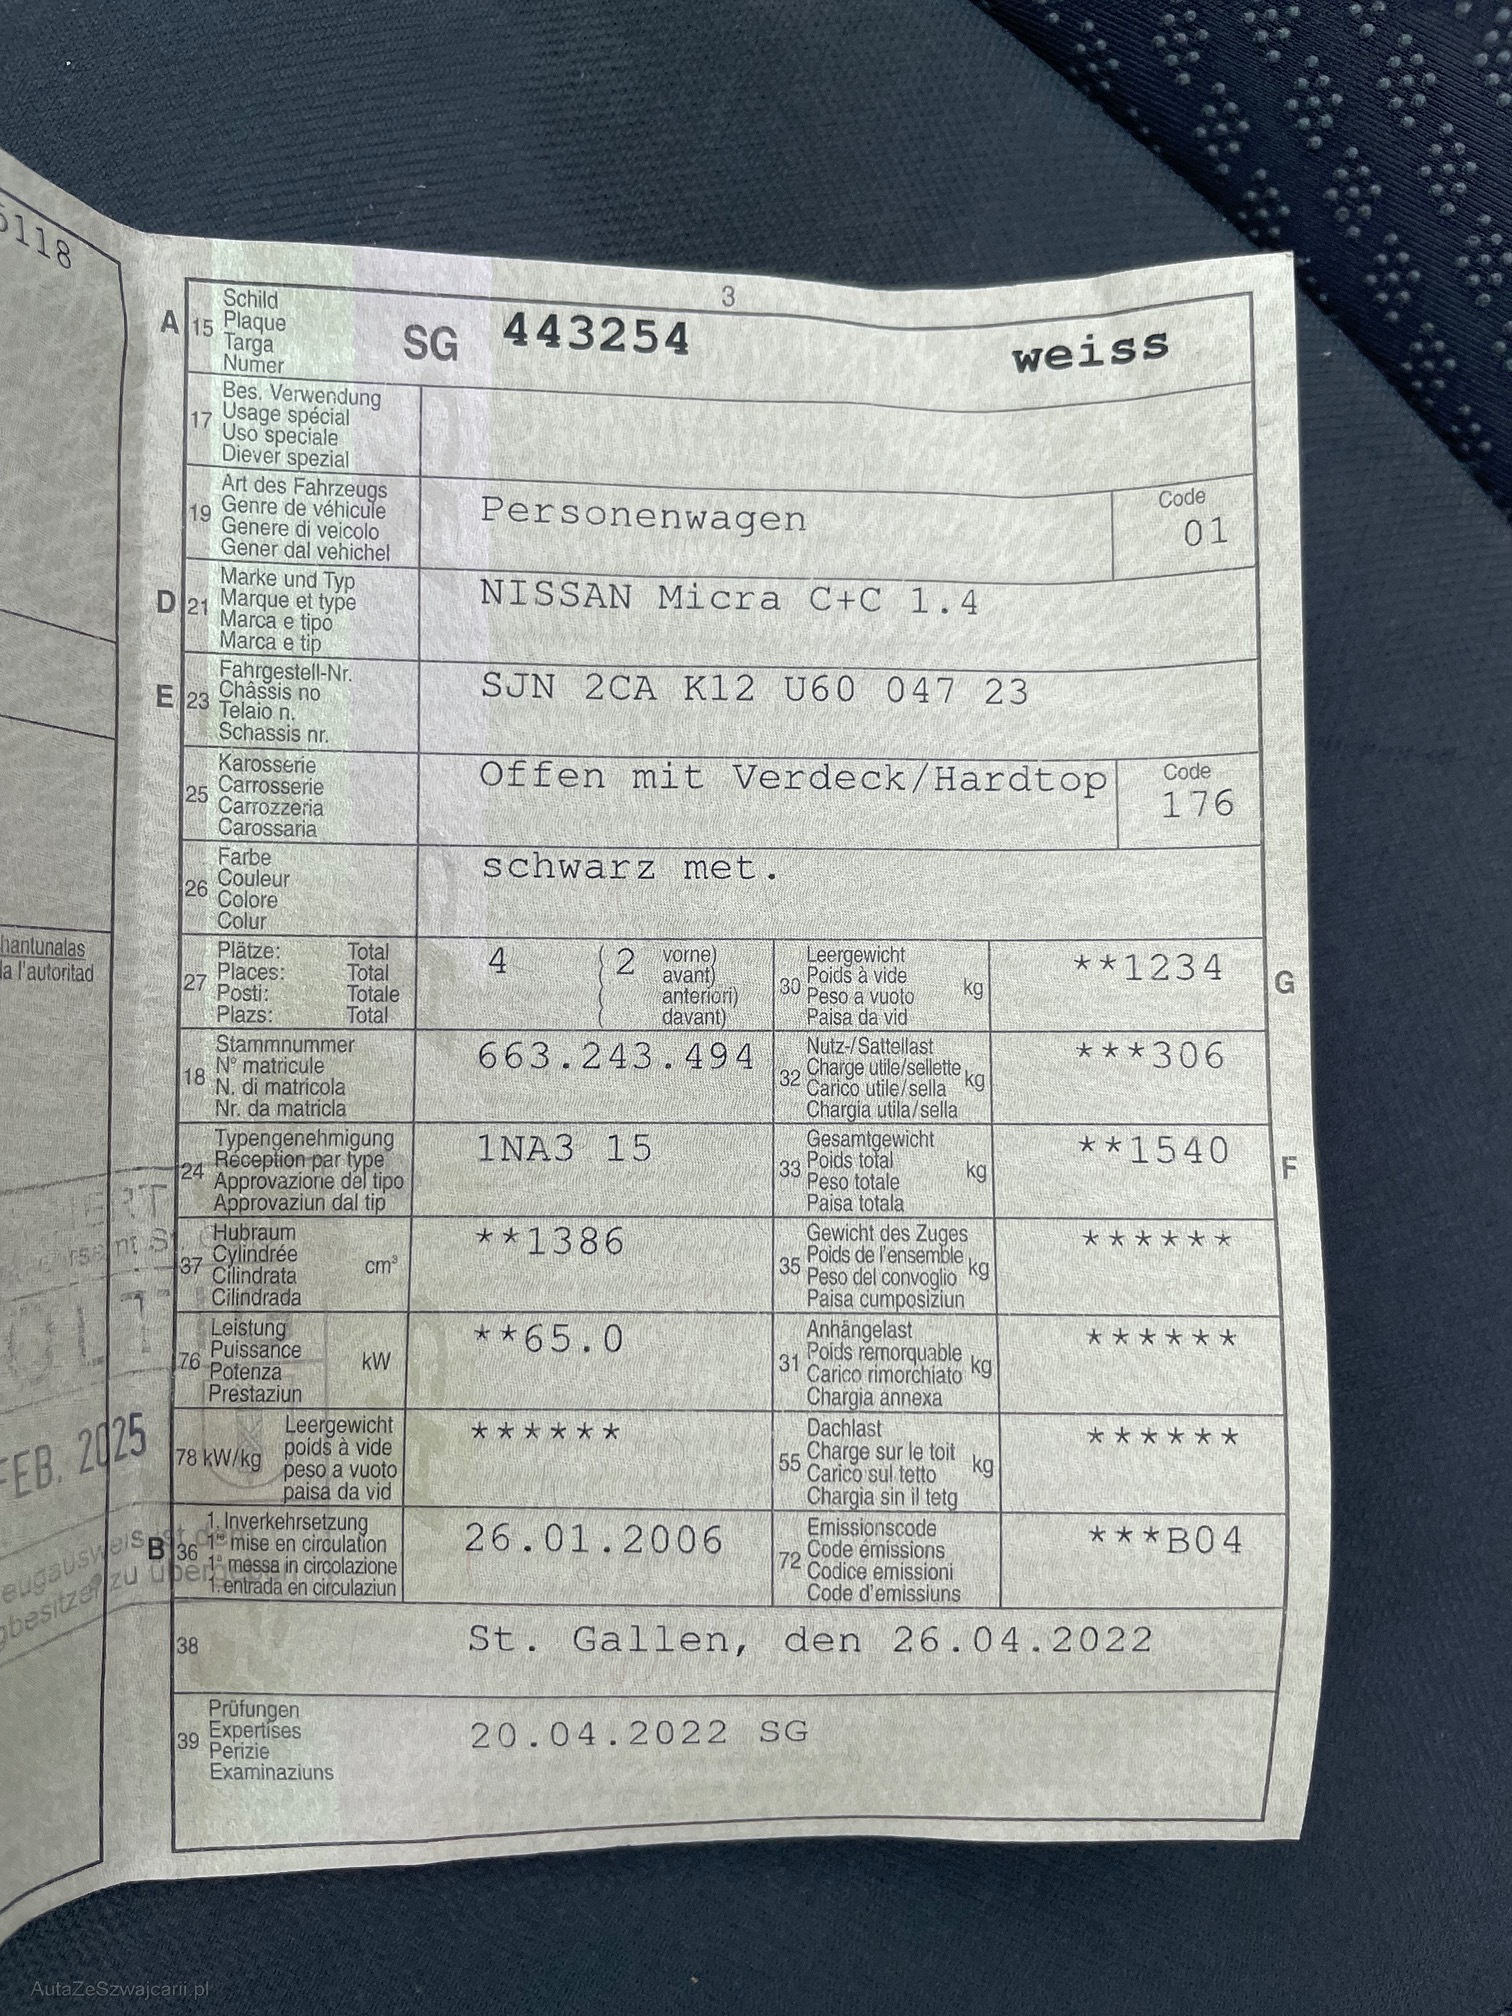 118
hantunalas
la l'autoritad
FEB. 2025
3
A 15 Schild
Plaque
Targa
Numer
SG 443254 weiss
17 Bes. Verwendung
Usage spécial
Uso speciale
Diever spezial
19 Art des Fahrzeugs
Genre de véhicule
Genere di veicolo
Gener dal vehichel
Personenwagen
Code
01
D 21 Marke und Typ
Marque et type
Marca e tipo
Marca e tip
NISSAN Micra C+C 1.4
E 23 Fahrgestell-Nr.
Châssis no
Telaio n.
Schassis nr.
SJN 2CA K12 U60 047 23
25 Karosserie
Carrosserie
Carrozzeria
Carossaria
Offen mit Verdeck/Hardtop
Code
176
26 Farbe
Couleur
Colore
Colur
schwarz met.
27 Plätze: Total
Places: Total
Posti: Totale
Plazs: Total
4 ( 2 vorne)
( avant)
( anteriori)
( davant)
30 Leergewicht
Poids à vide
Peso a vuoto
Paisa da vid
kg
**1234
G
18 Stammnummer
N° matricule
N. di matricola
Nr. da matricla
663.243.494
32 Nutz-/Sattellast
Charge utile/sellette
Carico utile/sella
Chargia utila/sella
kg
***306
24 Typengenehmigung
Réception par type
Approvazione del tipo
Approvaziun dal tip
1NA3 15
33 Gesamtgewicht
Poids total
Peso totale
Paisa totala
kg
**1540
F
37 Hubraum
Cylindrée
Cilindrata
Cilindrada
cm³
**1386
35 Gewicht des Zuges
Poids de l'ensemble
Peso del convoglio
Paisa cumposiziun
kg
******
76 Leistung
Puissance
Potenza
Prestaziun
kW
**65.0
31 Anhängelast
Poids remorquable
Carico rimorchiato
Chargia annexa
kg
******
78 kW/kg Leergewicht
poids à vide
peso a vuoto
paisa da vid
******
55 Dachlast
Charge sur le toit
Carico sul tetto
Chargia sin il tetg
kg
******
B 36 1. Inverkehrsetzung
1re mise en circulation
1a messa in circolazione
1. entrada en circulaziun
26.01.2006
72 Emissionscode
Code émissions
Codice emissioni
Code d'emissiuns
***B04
38 St. Gallen, den 26.04.2022
39 Prüfungen
Expertises
Perizie
Examinaziuns
20.04.2022 SG
AutaZeSzwajcarii.pl